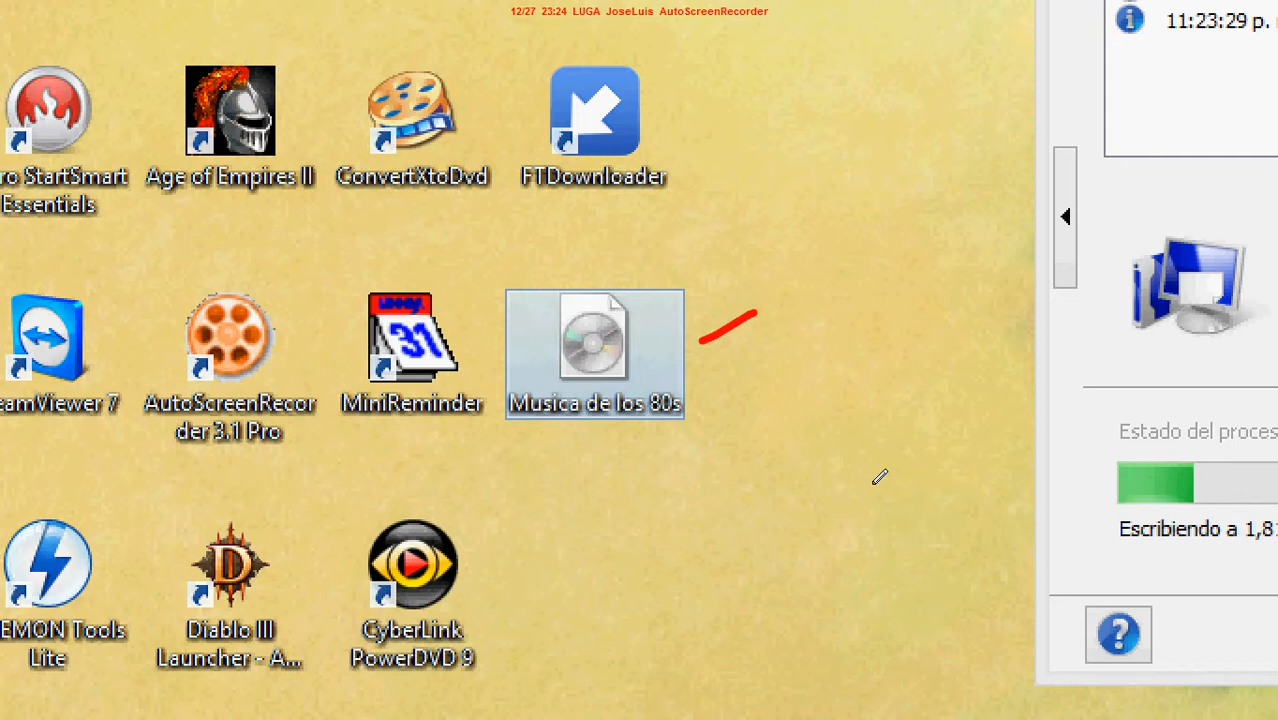 12/27 23:24 LUGA JoseLuis AutoScreenRecorder
11:23:29 p.
ro StartSmart
Essentials
Age of Empires II
ConvertXtoDvd
FTDownloader
31
eamViewer 7
AutoScreenRecor
der 3.1 Pro
MiniReminder
Musica de los 80s
Estado del proces
Escribiendo a 1,8
EMON Tools
Lite
D
Diablo III
Launcher - A...
CyberLink
PowerDVD 9
?